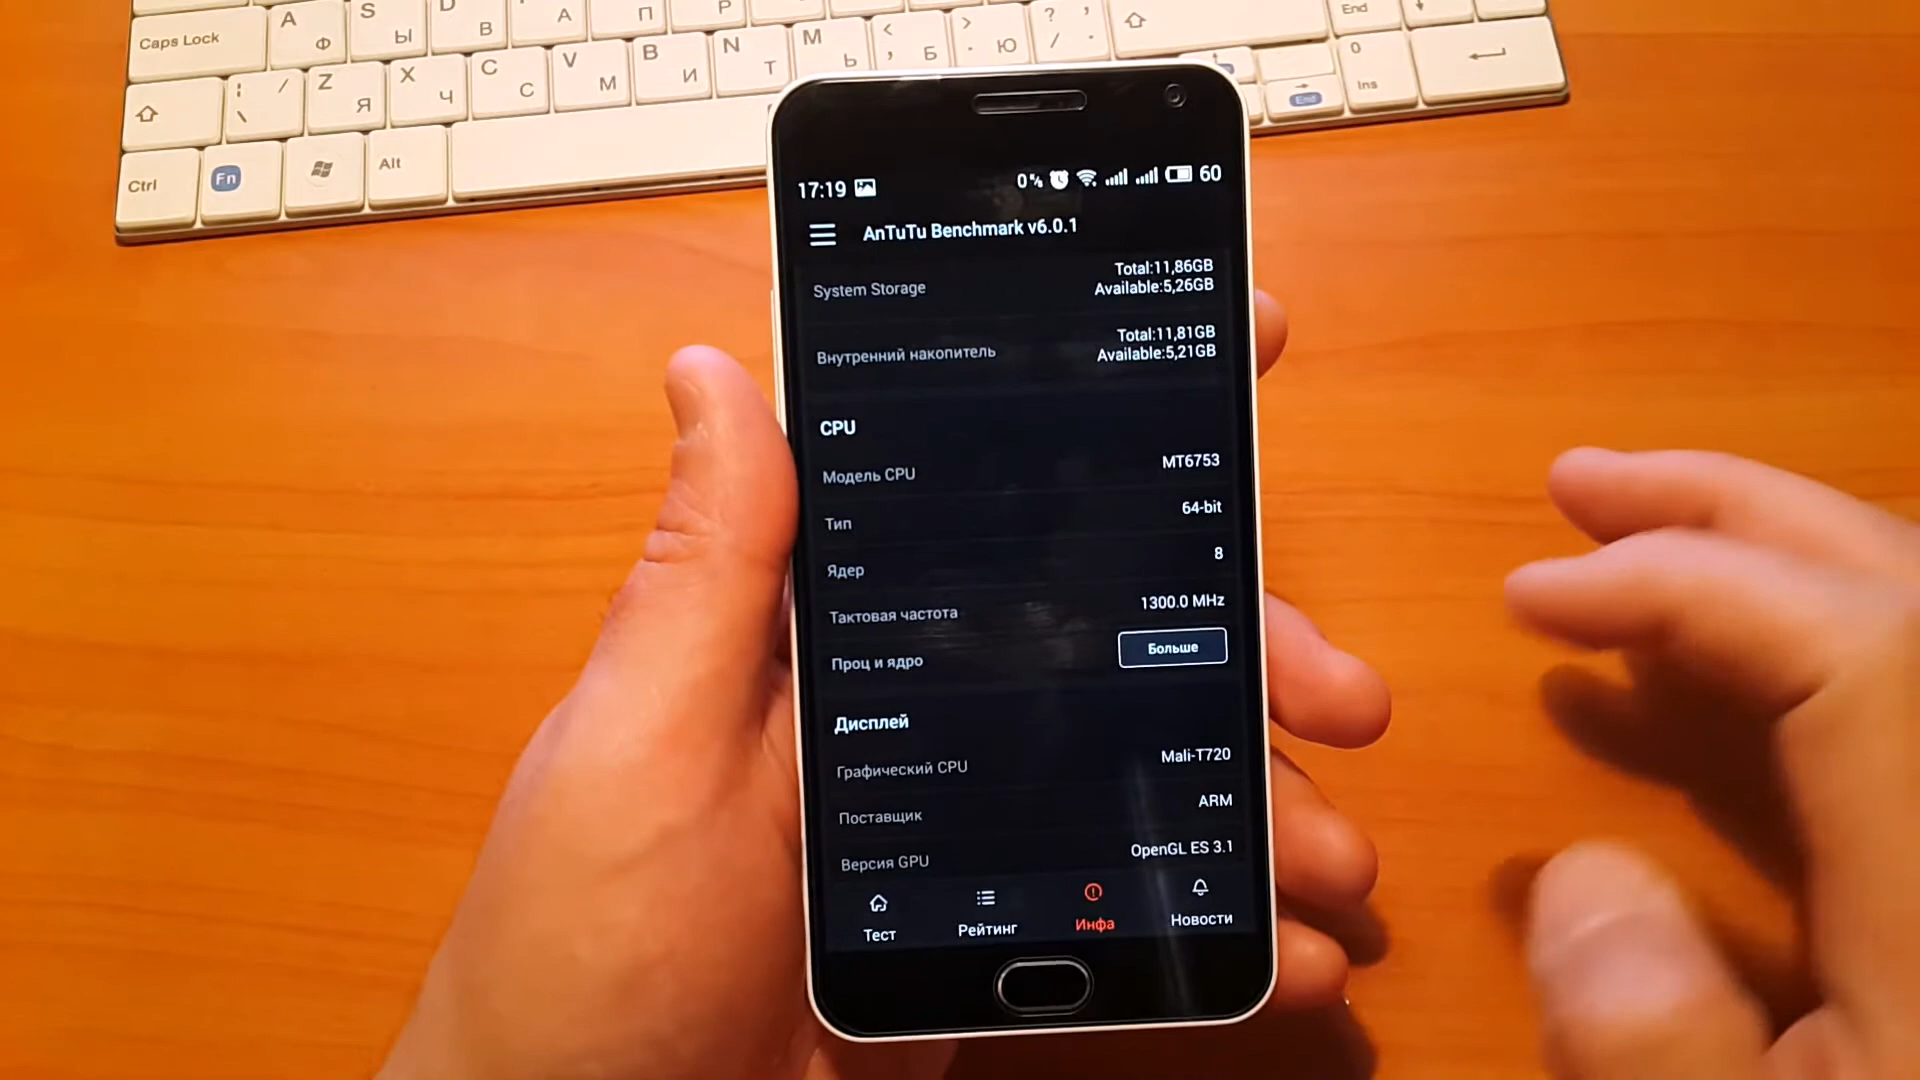 End
Caps Lock
A Ф
S Ы
D В
A
П
P
0 Ins
\ /
Z Я
X Ч
C С
V М
B И
N Т
M Ь
< , Б
> . Ю
? / , .
End
Ctrl
Fn
Alt
17:19
0% 60
AnTuTu Benchmark v6.0.1
System Storage
Total:11,86GB
Available:5,26GB
Внутренний накопитель
Total:11,81GB
Available:5,21GB
CPU
Модель CPU MT6753
Тип 64-bit
Ядер 8
Тактовая частота 1300.0 MHz
Проц и ядро Больше
Дисплей
Графический CPU Mali-T720
Поставщик ARM
Версия GPU OpenGL ES 3.1
Тест Рейтинг Инфа Новости